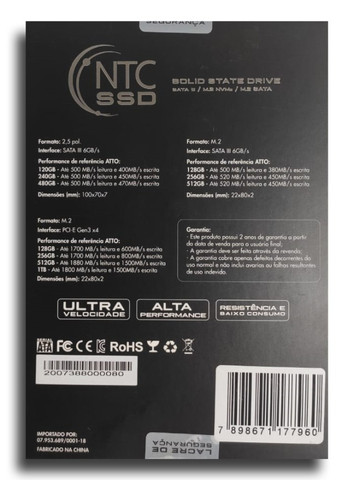 SEGURANÇA
NTC
SSD
SOLID STATE DRIVE
SATA III / M.2 NVMe / M.2 SATA
Formato: 2,5 pol.
Interface: SATA III 6GB/s
Performance de referência ATTO:
120GB - Até 500 MB/s leitura e 400MB/s escrita
240GB - Até 500 MB/s leitura e 450MB/s escrita
480GB - Até 500 MB/s leitura e 470MB/s escrita
Dimensões (mm): 100x70x7
Formato: M.2
Interface: SATA III 6GB/s
Performance de referência ATTO:
128GB - Até 500 MB/s leitura e 380MB/s escrita
256GB - Até 520 MB/s leitura e 450MB/s escrita
512GB - Até 520 MB/s leitura e 450MB/s escrita
Dimensões (mm): 22x80x2
Formato: M.2
Interface: PCI-E Gen3 x4
Performance de referência ATTO:
128GB - Até 1700 MB/s leitura e 600MB/s escrita
256GB - Até 1700 MB/s leitura e 800MB/s escrita
512GB - Até 1880 MB/s leitura e 1500MB/s escrita
1TB - Até 1800 MB/s leitura e 1500MB/s escrita
Dimensões (mm): 22x80x2
Garantia:
- Este produto possui 2 anos de garantia a partir
da data de venda para o usuário final.
- A garantia deve ser feita através do revenda.
- A garantia cobre apenas defeitos decorrentes do
uso normal e não inclui avarias ou falhas resultantes
de uso indevido.
ULTRA
VELOCIDADE
ALTA
PERFORMANCE
RESISTÊNCIA E
BAIXO CONSUMO
SERIAL
ATA
FC CE RoHS
2007388000080
7 898671 177960
IMPORTADO POR:
07.953.689/0001-18
FABRICADO NA CHINA
LACRE DE
SEGURANÇA